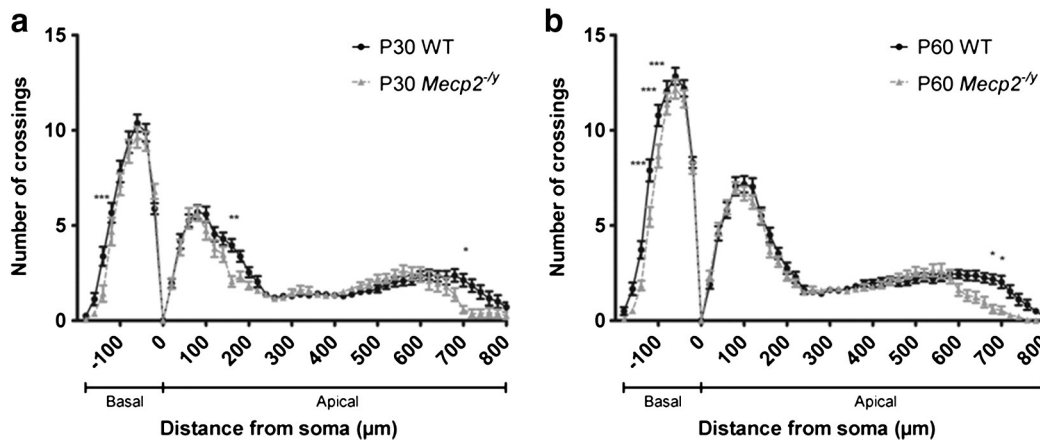 a
15
10
5
0
Number of crossings
P30 WT
P30 Mecp2-/y
***
**
*
-100 0 100 200 300 400 500 600 700 800
Basal Apical
Distance from soma (µm)
b
15
10
5
0
Number of crossings
P60 WT
P60 Mecp2-/y
***
***
***
* *
-100 0 100 200 300 400 500 600 700 800
Basal Apical
Distance from soma (µm)